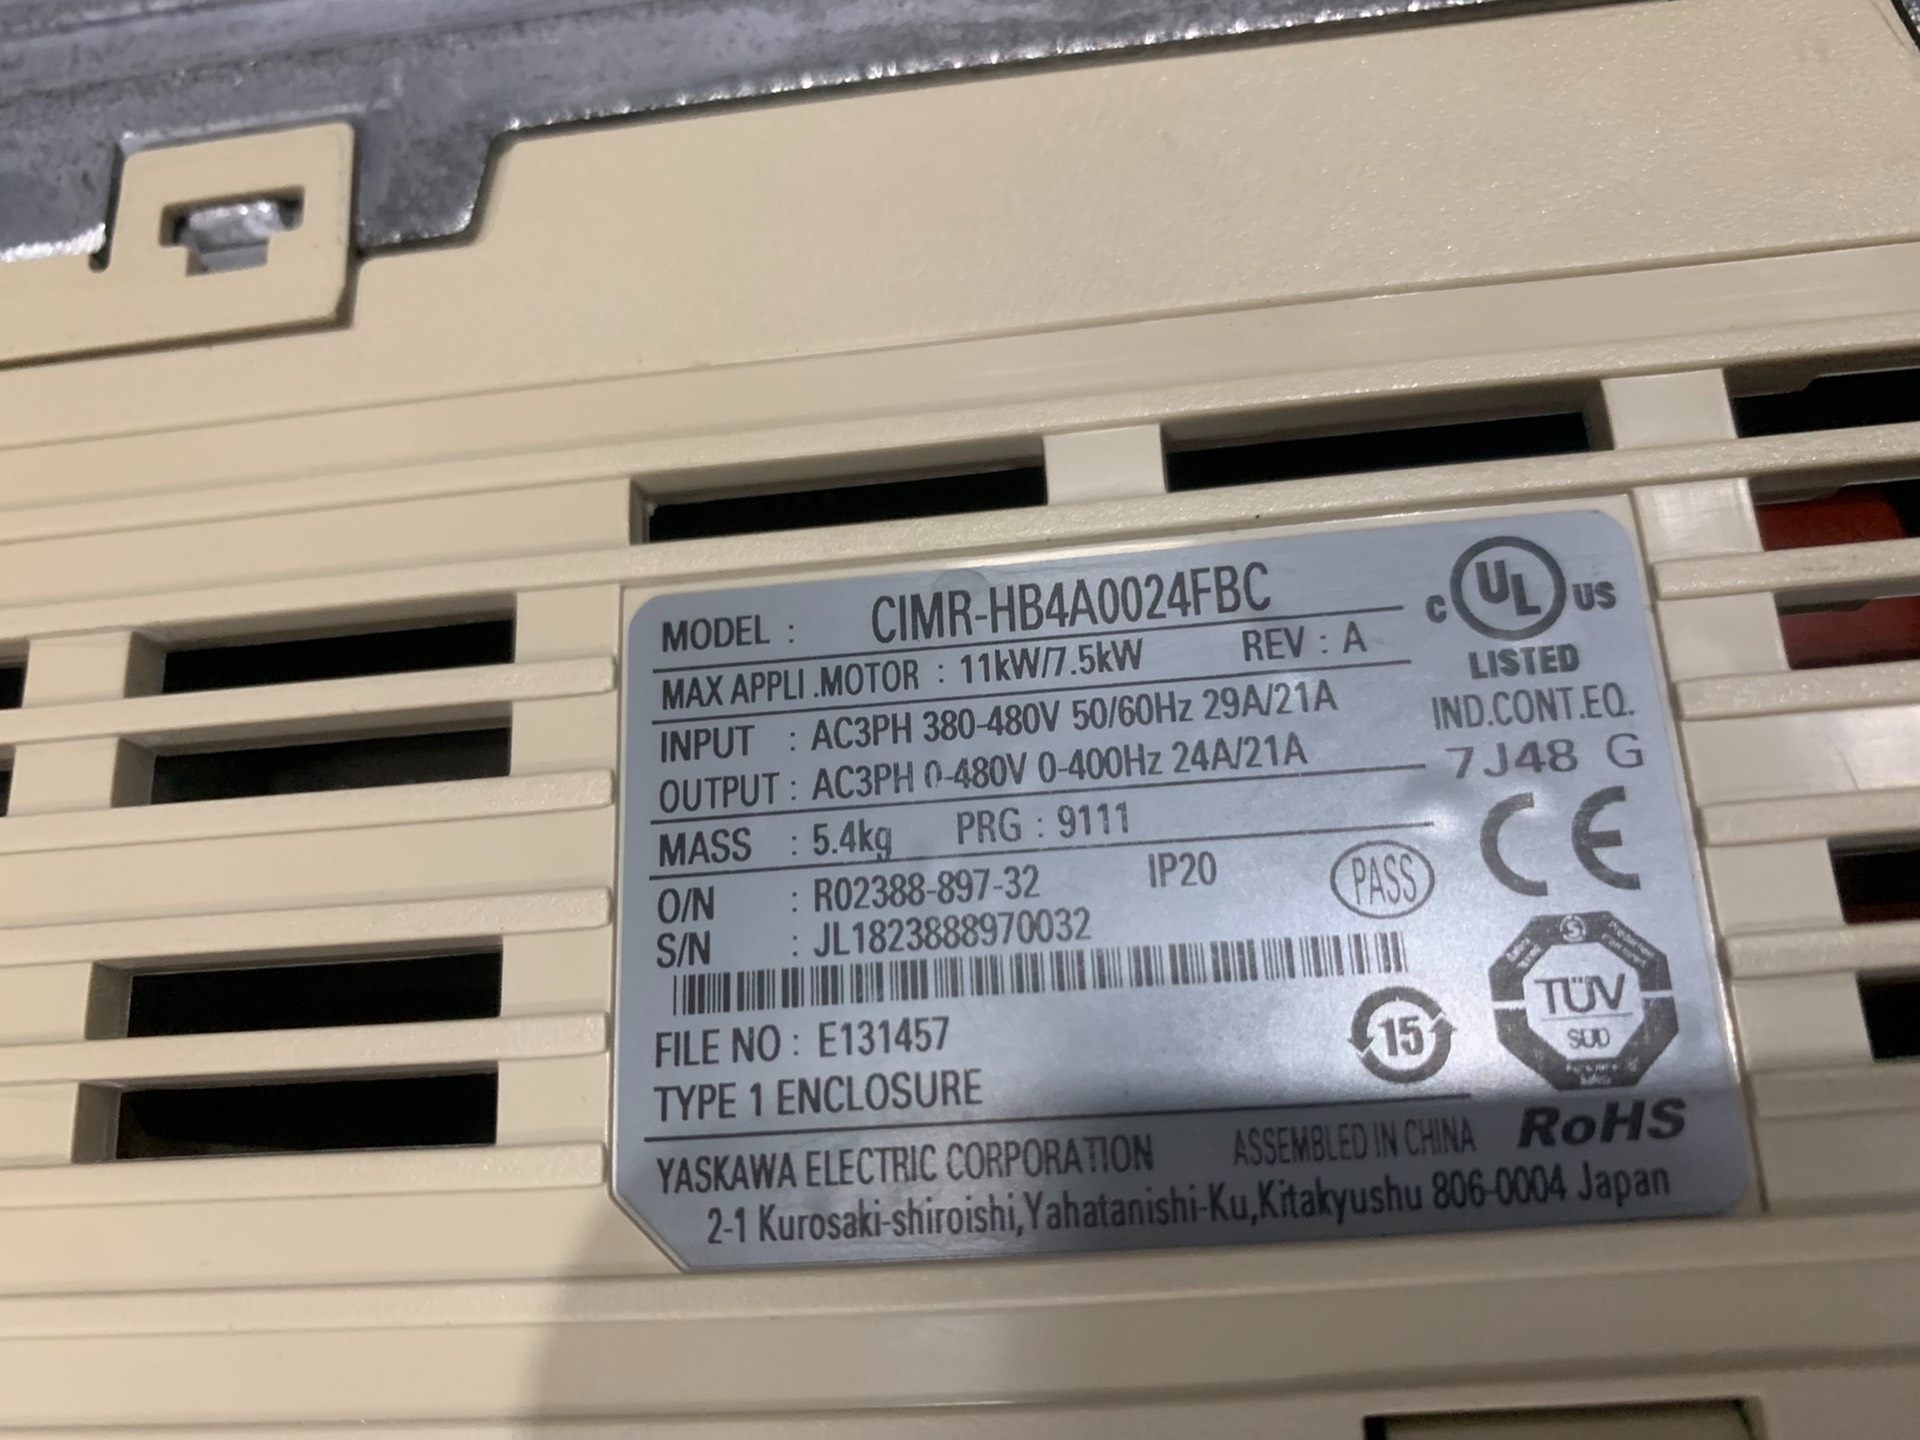 MODEL : CIMR-HB4A0024FBC
MAX APPLI .MOTOR : 11kW/7.5kW REV : A
INPUT : AC3PH 380-480V 50/60Hz 29A/21A
OUTPUT : AC3PH 0-480V 0-400Hz 24A/21A
MASS : 5.4kg PRG : 9111
O/N : R02388-897-32 IP20
S/N : JL1823888970032
PASS
FILE NO : E131457
TYPE 1 ENCLOSURE
15
C UL US
LISTED
IND.CONT.EQ.
7J48 G
CE
TÜV
SÜD
RoHS
YASKAWA ELECTRIC CORPORATION ASSEMBLED IN CHINA
2-1 Kurosaki-shiroishi,Yahatanishi-Ku,Kitakyushu 806-0004 Japan